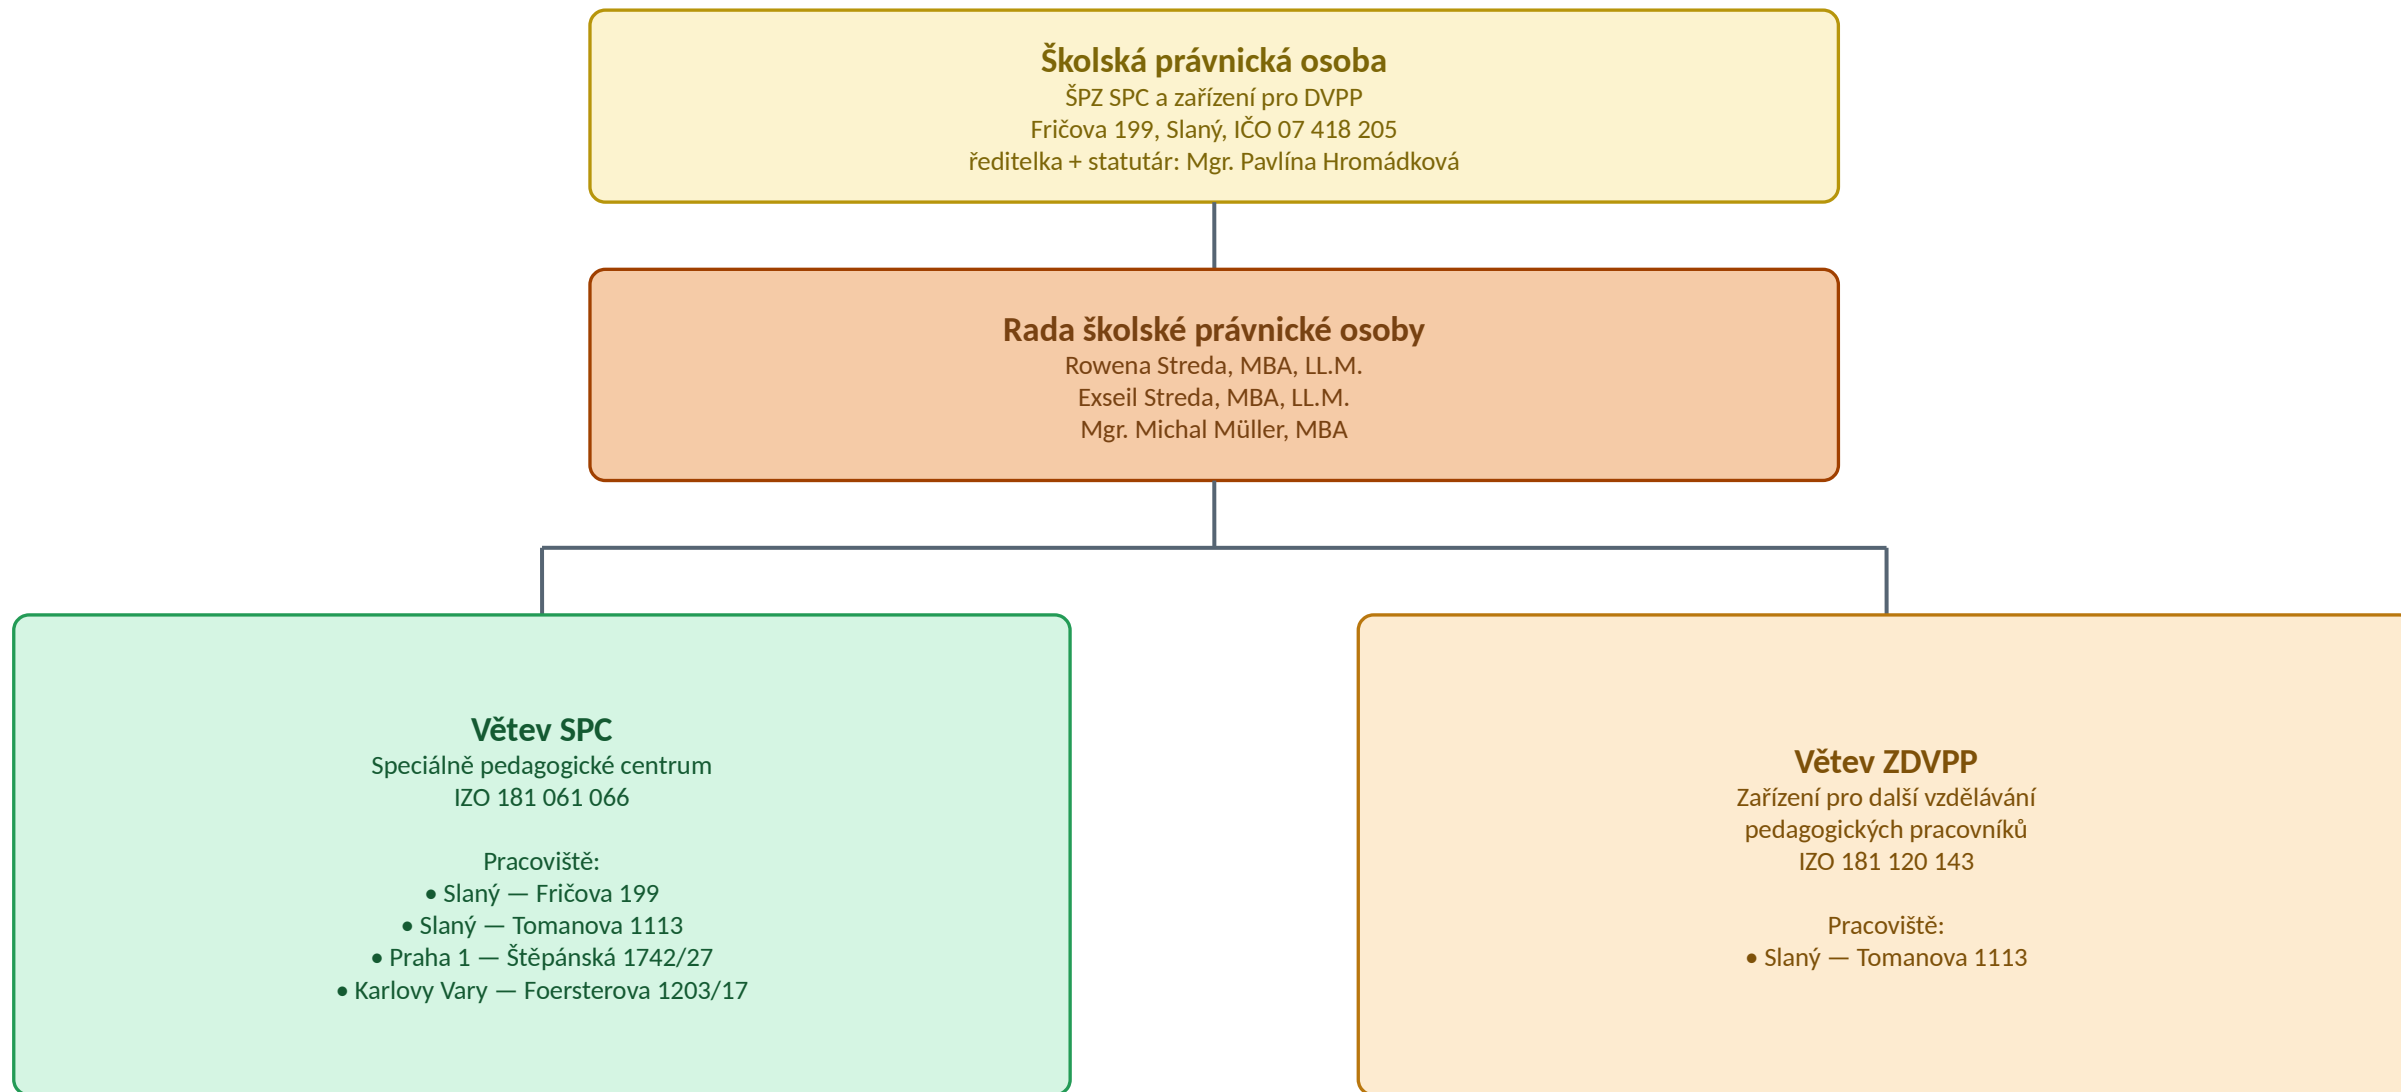 Školská právnická osoba
ŠPZ SPC a zařízení pro DVPP
Fričova 199, Slaný, IČO 07 418 205
ředitelka + statutár: Mgr. Pavlína Hromádková
Rada školské právnické osoby
Rowena Streda, MBA, LL.M.
Exseil Streda, MBA, LL.M.
Mgr. Michal Müller, MBA
Větev SPC
Speciálně pedagogické centrum
IZO 181 061 066
Pracoviště:
• Slaný — Fričova 199
• Slaný — Tomanova 1113
• Praha 1 — Štěpánská 1742/27
• Karlovy Vary — Foersterova 1203/17
Větev ZDVPP
Zařízení pro další vzdělávání
pedagogických pracovníků
IZO 181 120 143
Pracoviště:
• Slaný — Tomanova 1113